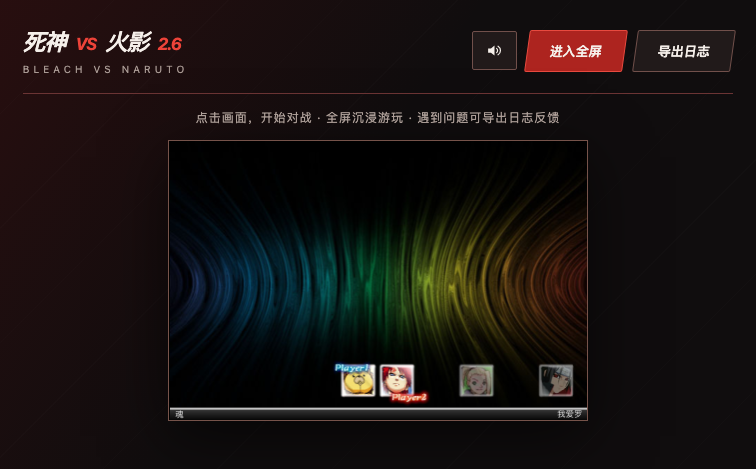 死神 VS 火影 2.6
BLEACH VS NARUTO
进入全屏
导出日志
点击画面，开始对战 · 全屏沉浸游玩 · 遇到问题可导出日志反馈
Player1
Player2
魂
我爱罗